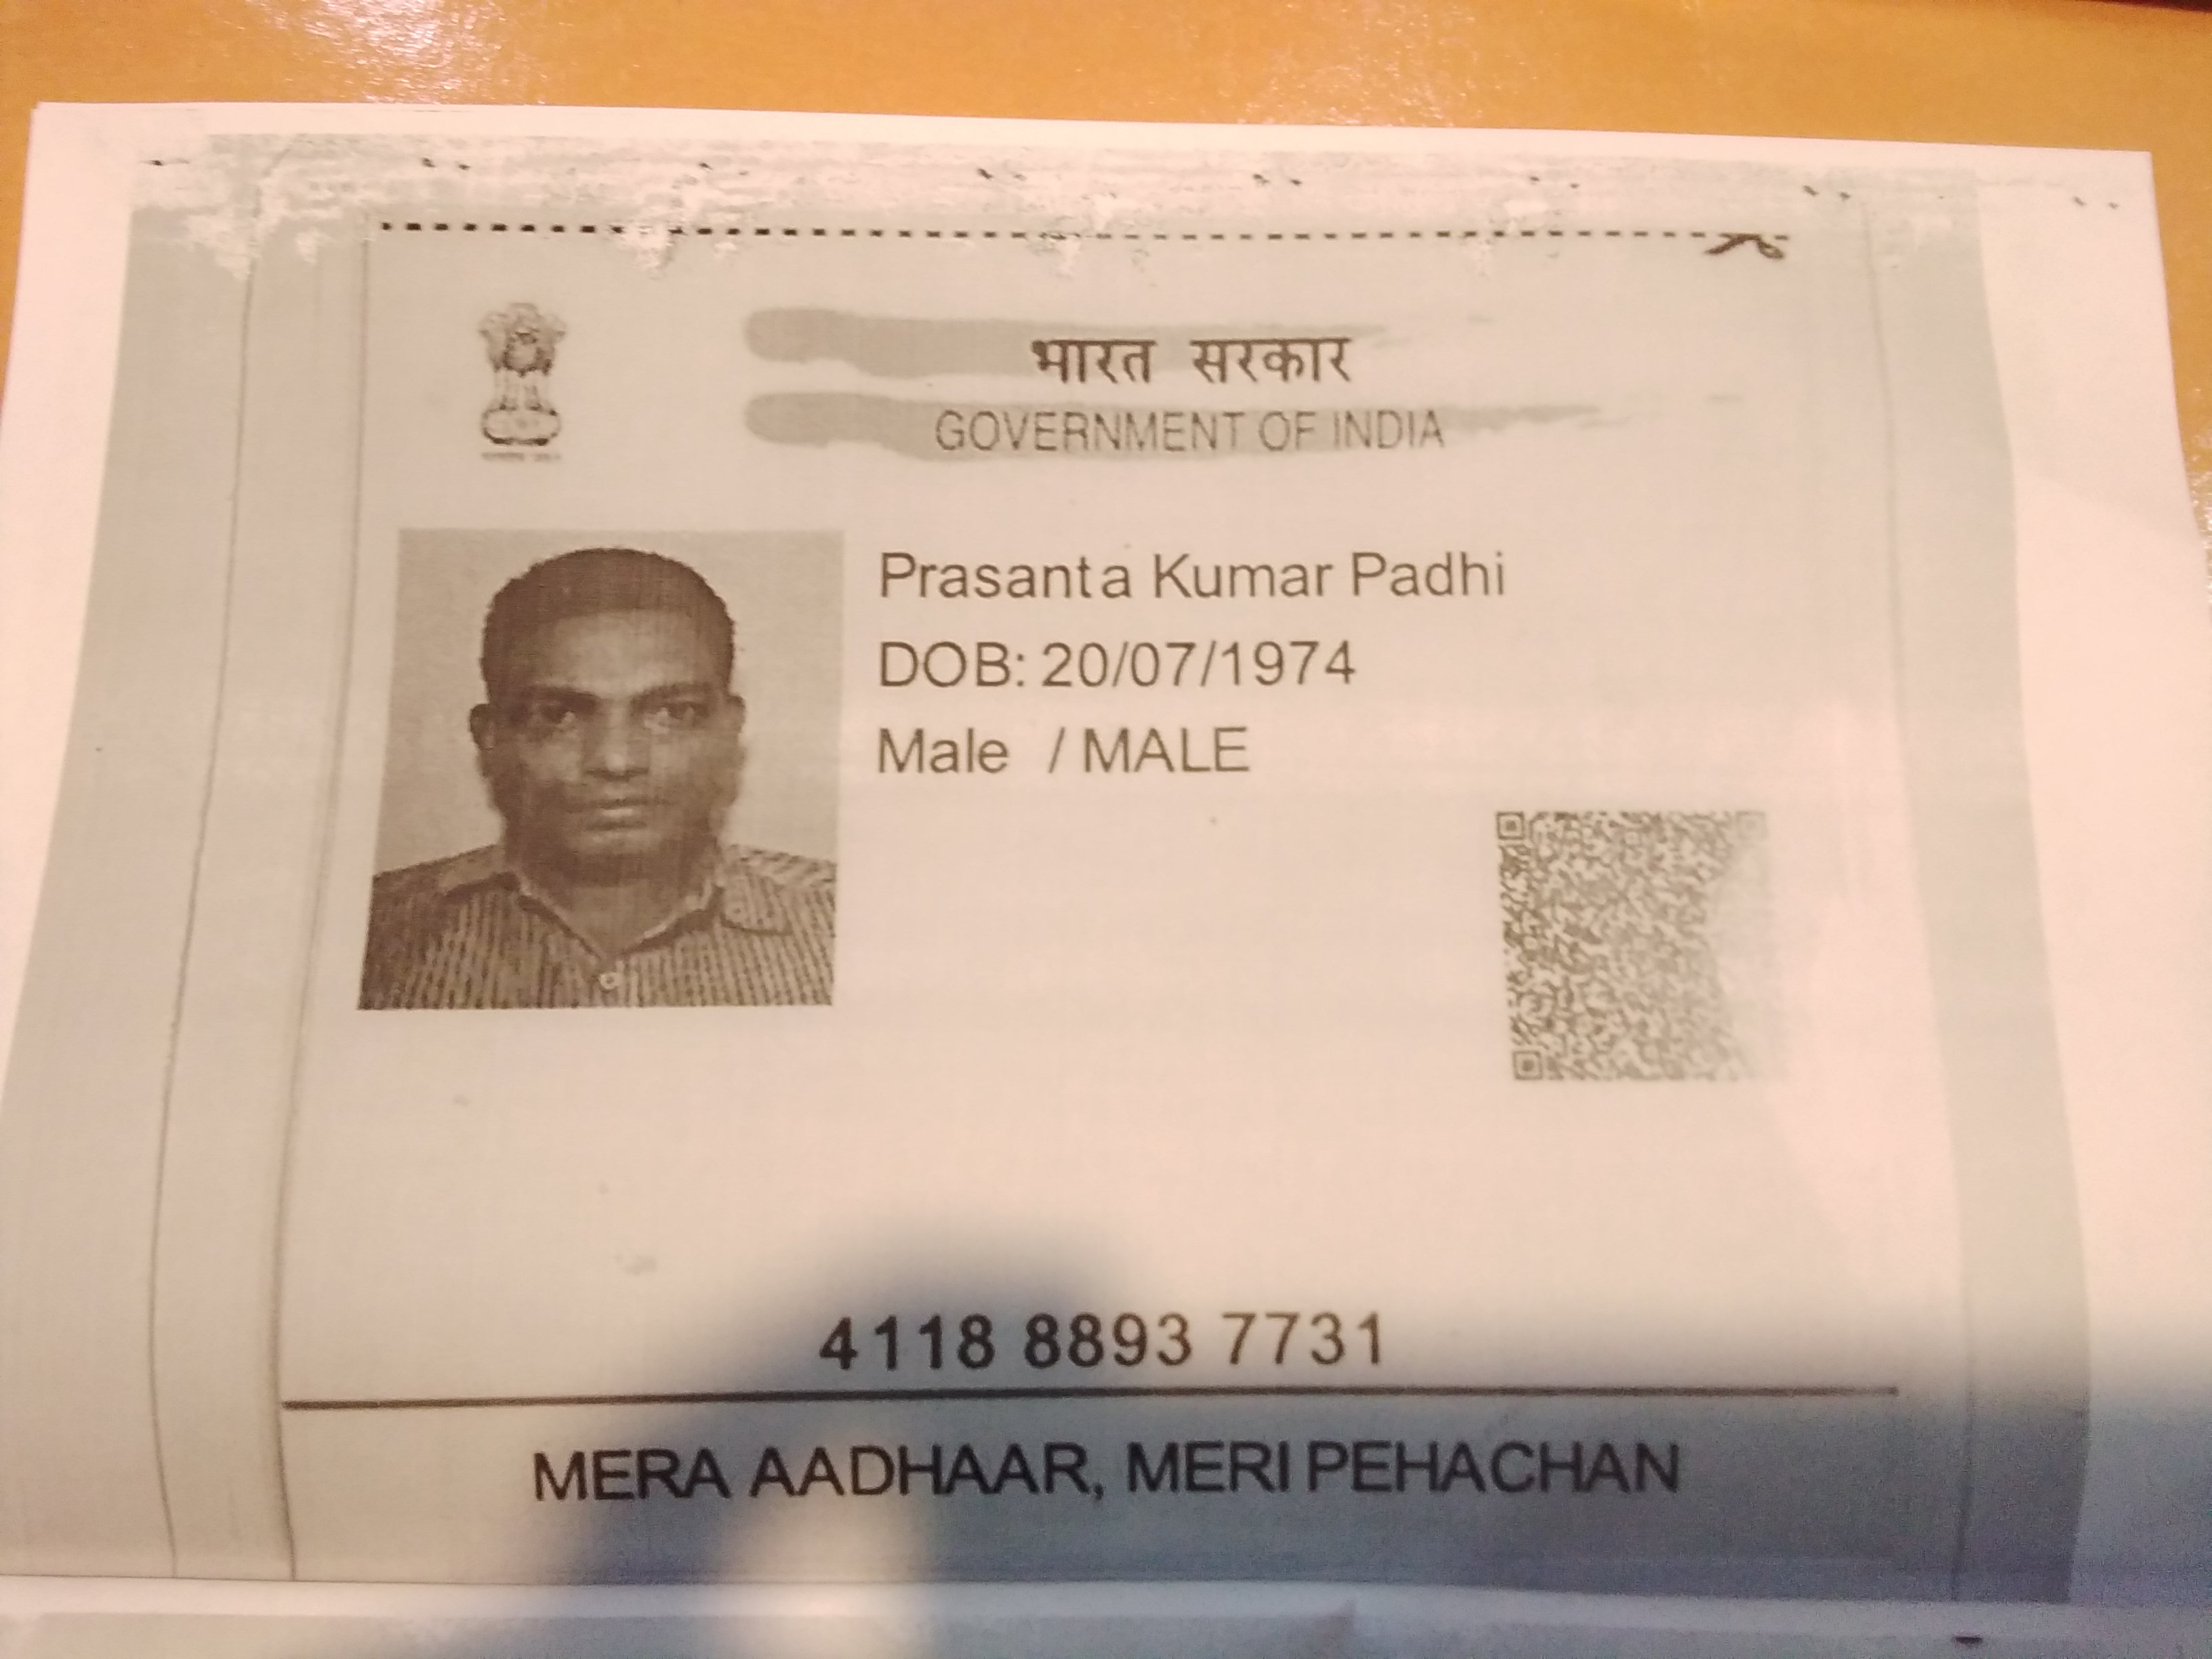 भारत सरकार
GOVERNMENT OF INDIA
Prasanta Kumar Padhi
DOB: 20/07/1974
Male / MALE
4118 8893 7731
MERA AADHAAR, MERI PEHACHAN